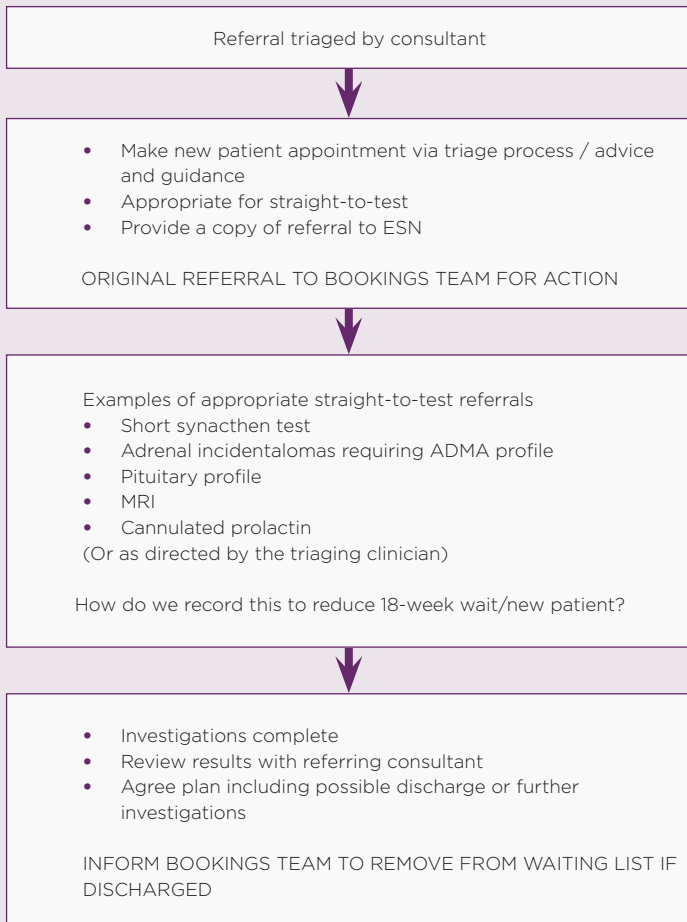 Referral triaged by consultant
• Make new patient appointment via triage process / advice
and guidance
• Appropriate for straight-to-test
• Provide a copy of referral to ESN
ORIGINAL REFERRAL TO BOOKINGS TEAM FOR ACTION
Examples of appropriate straight-to-test referrals
• Short synacthen test
• Adrenal incidentalomas requiring ADMA profile
• Pituitary profile
• MRI
• Cannulated prolactin
(Or as directed by the triaging clinician)
How do we record this to reduce 18-week wait/new patient?
• Investigations complete
• Review results with referring consultant
• Agree plan including possible discharge or further
investigations
INFORM BOOKINGS TEAM TO REMOVE FROM WAITING LIST IF
DISCHARGED